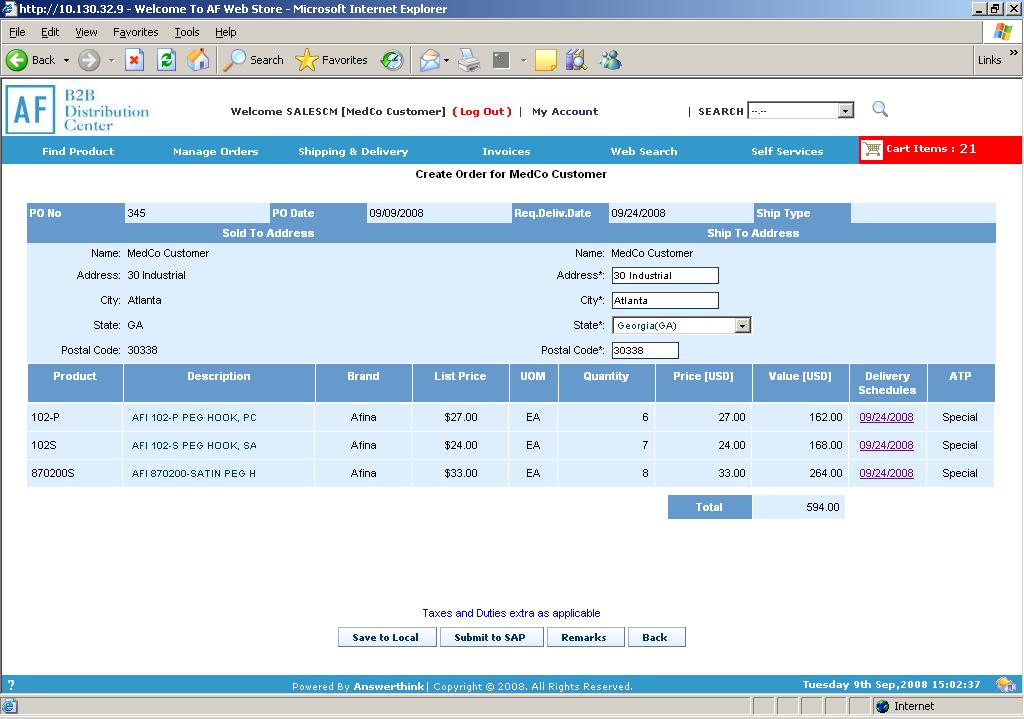 http://10.130.32.9 - Welcome To AF Web Store - Microsoft Internet Explorer
File Edit View Favorites Tools Help
Back Search Favorites Links »
AF B2B Distribution Center
Welcome SALESCM [MedCo Customer] ( Log Out ) | My Account | SEARCH --.--
Find Product Manage Orders Shipping & Delivery Invoices Web Search Self Services Cart Items : 21
Create Order for MedCo Customer
PO No 345 PO Date 09/09/2008 Req.Deliv.Date 09/24/2008 Ship Type
Sold To Address Ship To Address
Name: MedCo Customer Name: MedCo Customer
Address: 30 Industrial Address*: 30 Industrial
City: Atlanta City*: Atlanta
State: GA State*: Georgia(GA)
Postal Code: 30338 Postal Code*: 30338
Product Description Brand List Price UOM Quantity Price [USD] Value [USD] Delivery Schedules ATP
102-P AFI 102-P PEG HOOK, PC Afina $27.00 EA 6 27.00 162.00 09/24/2008 Special
102S AFI 102-S PEG HOOK, SA Afina $24.00 EA 7 24.00 168.00 09/24/2008 Special
870200S AFI 870200-SATIN PEG H Afina $33.00 EA 8 33.00 264.00 09/24/2008 Special
Total 594.00
Taxes and Duties extra as applicable
Save to Local Submit to SAP Remarks Back
? Powered By Answerthink | Copyright © 2008. All Rights Reserved. Tuesday 9th Sep,2008 15:02:37
Internet